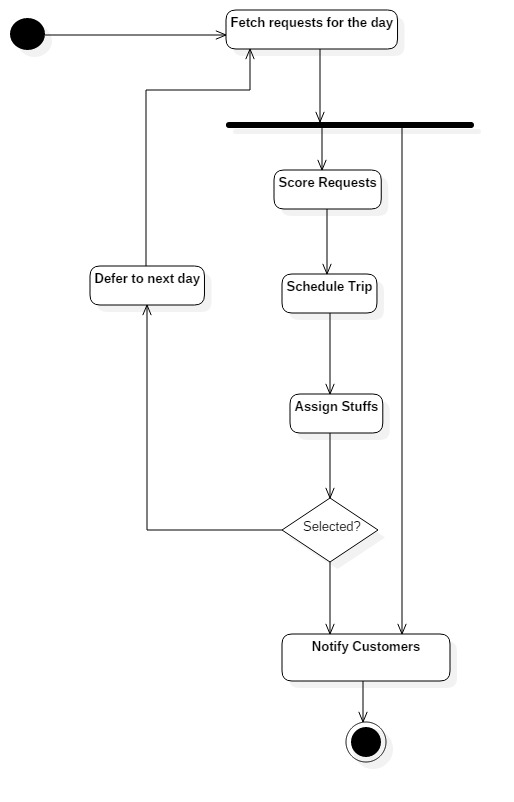 Fetch requests for the day
Score Requests
Defer to next day
Schedule Trip
Assign Stuffs
Selected?
Notify Customers